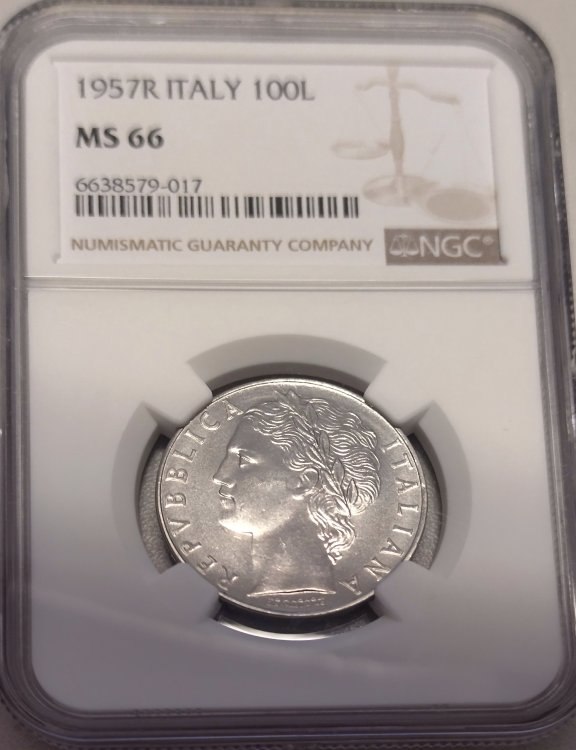 1957R ITALY 100L
MS 66
6638579-017
NUMISMATIC GUARANTY COMPANY NGC®
REPVBBLICA ITALIANA